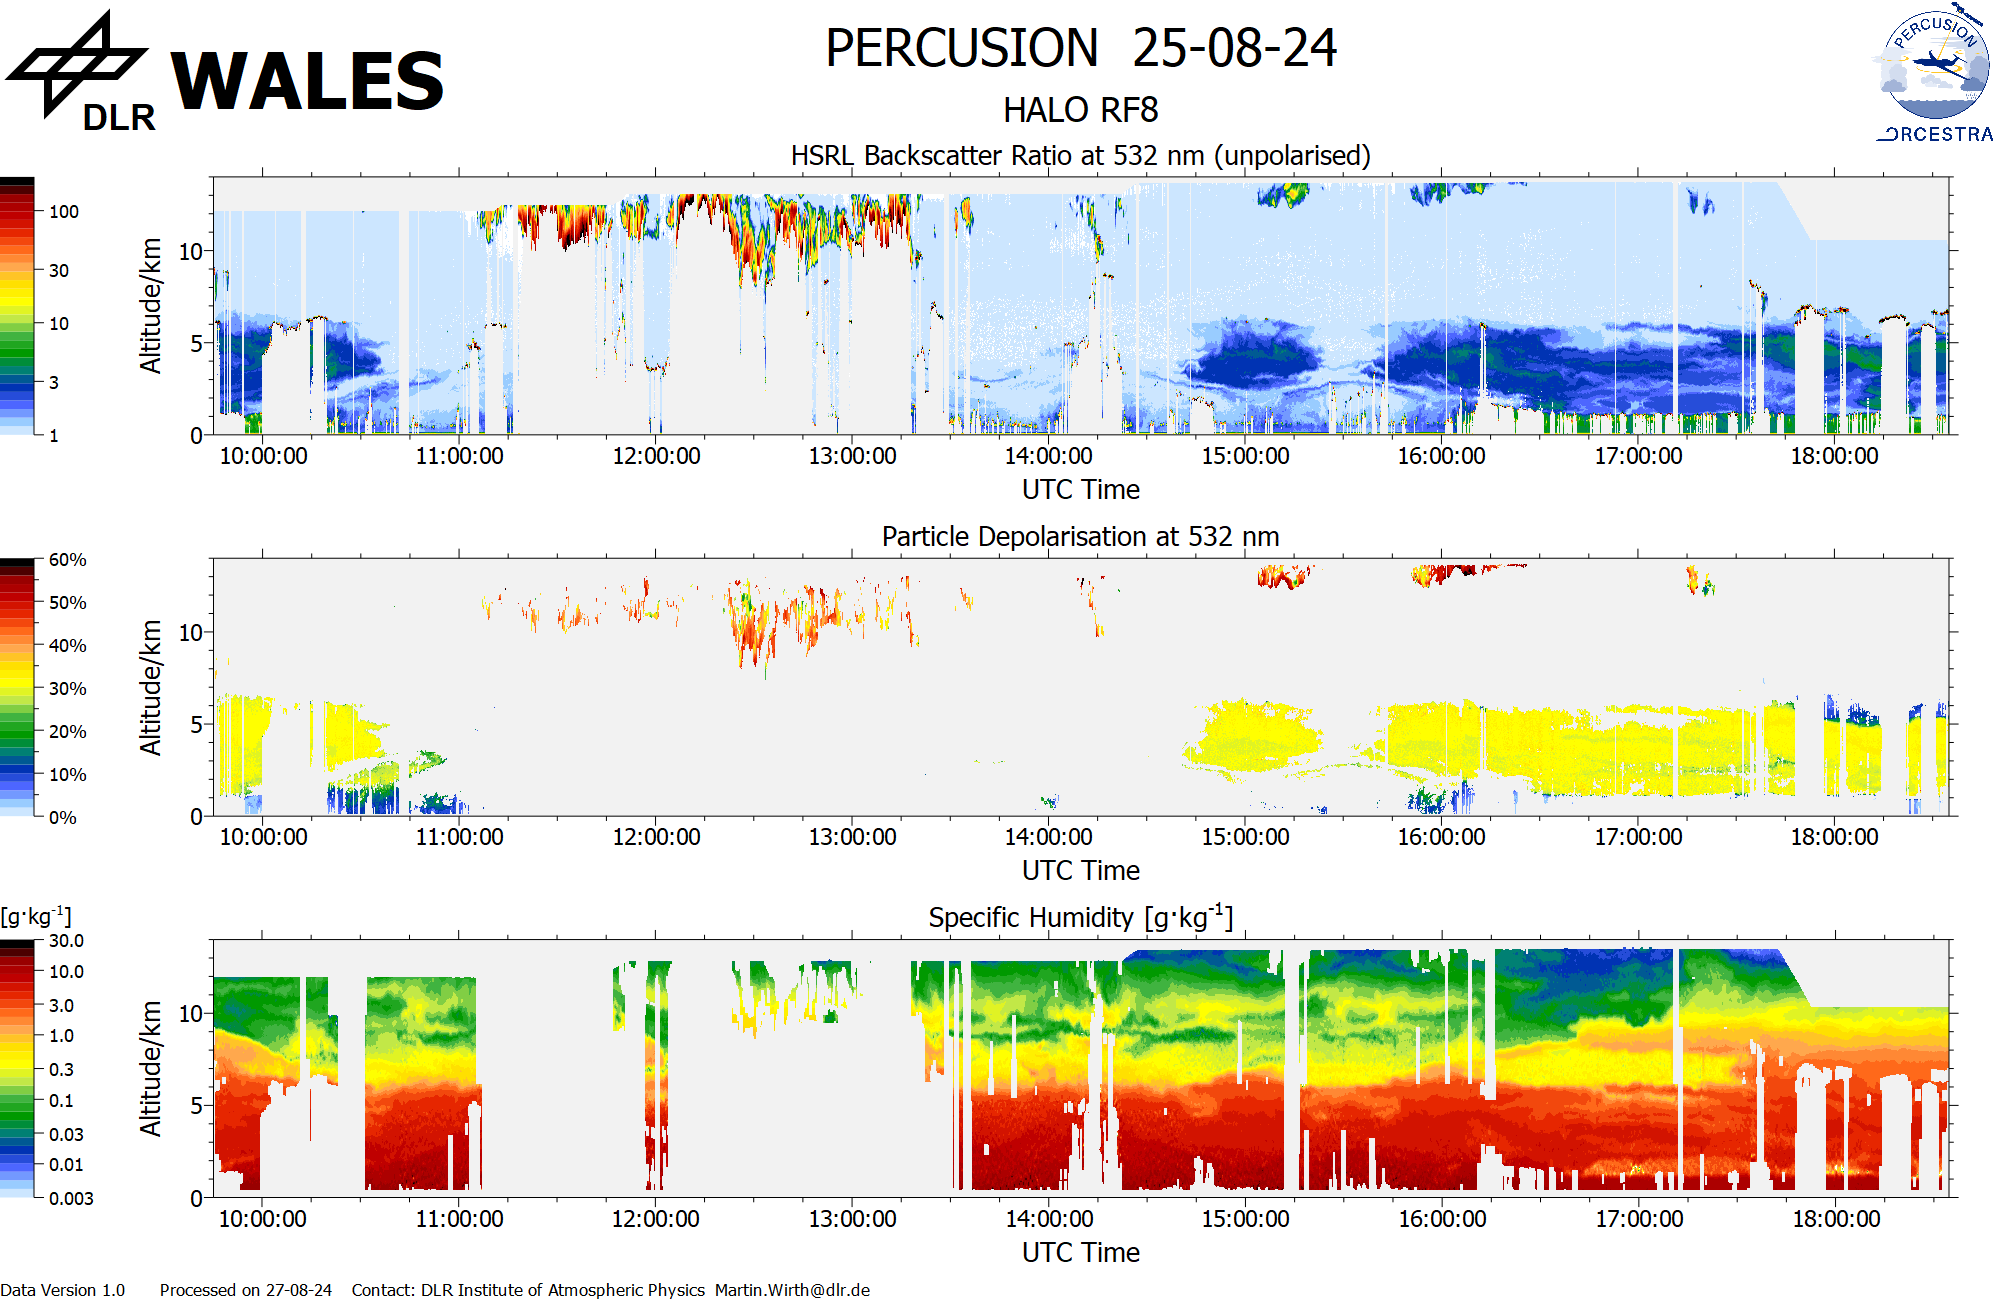 DLR
WALES
PERCUSION 25-08-24
HALO RF8
PERCUSION
ORCESTRA
HSRL Backscatter Ratio at 532 nm (unpolarised)
100
30
10
3
1
Altitude/km
10
5
0
10:00:00 11:00:00 12:00:00 13:00:00 14:00:00 15:00:00 16:00:00 17:00:00 18:00:00
UTC Time
Particle Depolarisation at 532 nm
60%
50%
40%
30%
20%
10%
0%
Altitude/km
10
5
0
10:00:00 11:00:00 12:00:00 13:00:00 14:00:00 15:00:00 16:00:00 17:00:00 18:00:00
UTC Time
Specific Humidity [g·kg⁻¹]
[g·kg⁻¹]
30.0
10.0
3.0
1.0
0.3
0.1
0.03
0.01
0.003
Altitude/km
10
5
0
10:00:00 11:00:00 12:00:00 13:00:00 14:00:00 15:00:00 16:00:00 17:00:00 18:00:00
UTC Time
Data Version 1.0 Processed on 27-08-24 Contact: DLR Institute of Atmospheric Physics Martin.Wirth@dlr.de